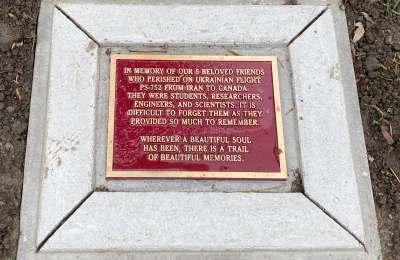 IN MEMORY OF OUR 8 BELOVED FRIENDS
WHO PERISHED ON UKRAINIAN FLIGHT
PS-752 FROM IRAN TO CANADA.
THEY WERE STUDENTS, RESEARCHERS,
ENGINEERS, AND SCIENTISTS. IT IS
DIFFICULT TO FORGET THEM AS THEY
PROVIDED SO MUCH TO REMEMBER.
WHEREVER A BEAUTIFUL SOUL
HAS BEEN, THERE IS A TRAIL
OF BEAUTIFUL MEMORIES.